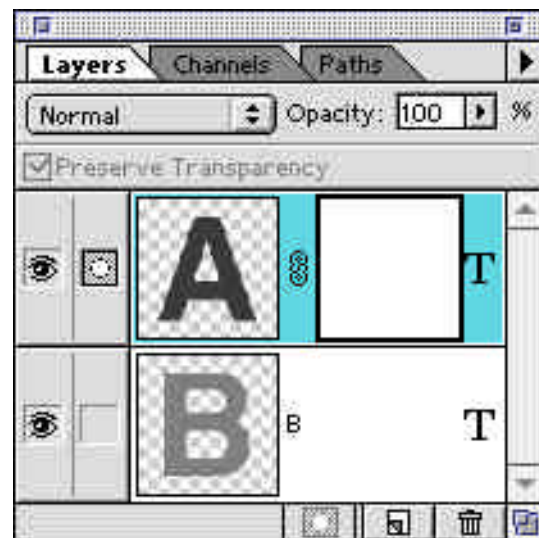 Layers Channels Paths
Normal Opacity: 100 %
Preserve Transparency
A T
B B T